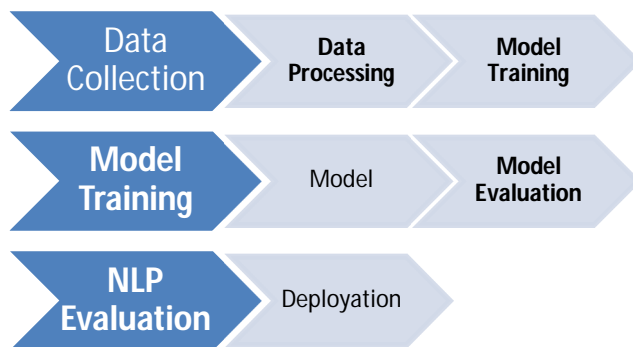 Data
Collection
Data
Processing
Model
Training
Model
Training
Model
Model
Evaluation
NLP
Evaluation
Deployation